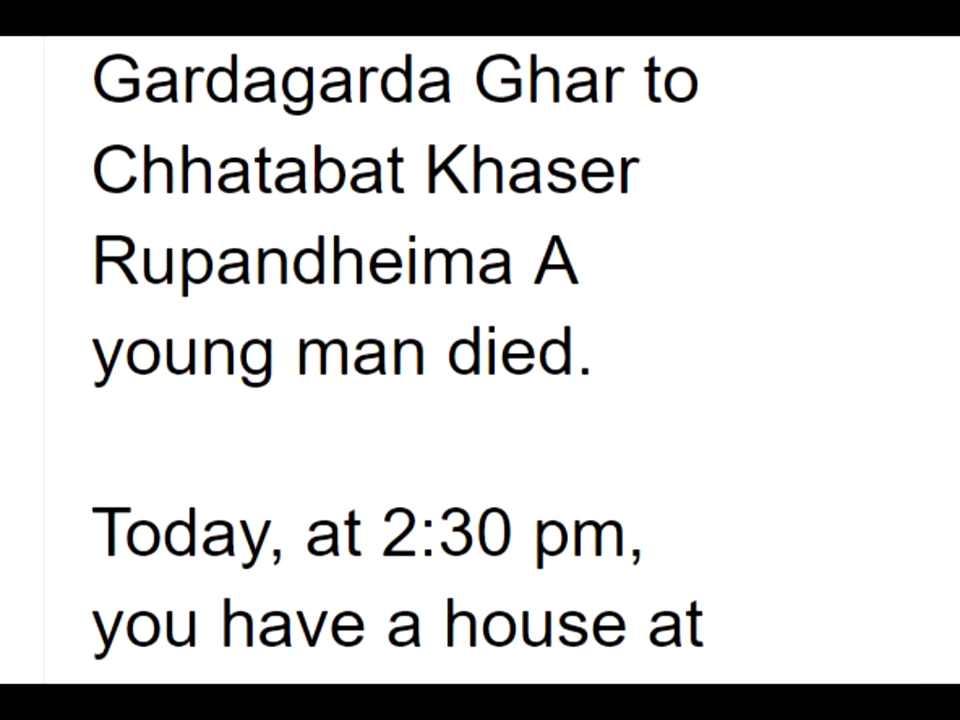 Gardagarda Ghar to
Chhatabat Khaser
Rupandheima A
young man died.
Today, at 2:30 pm,
you have a house at